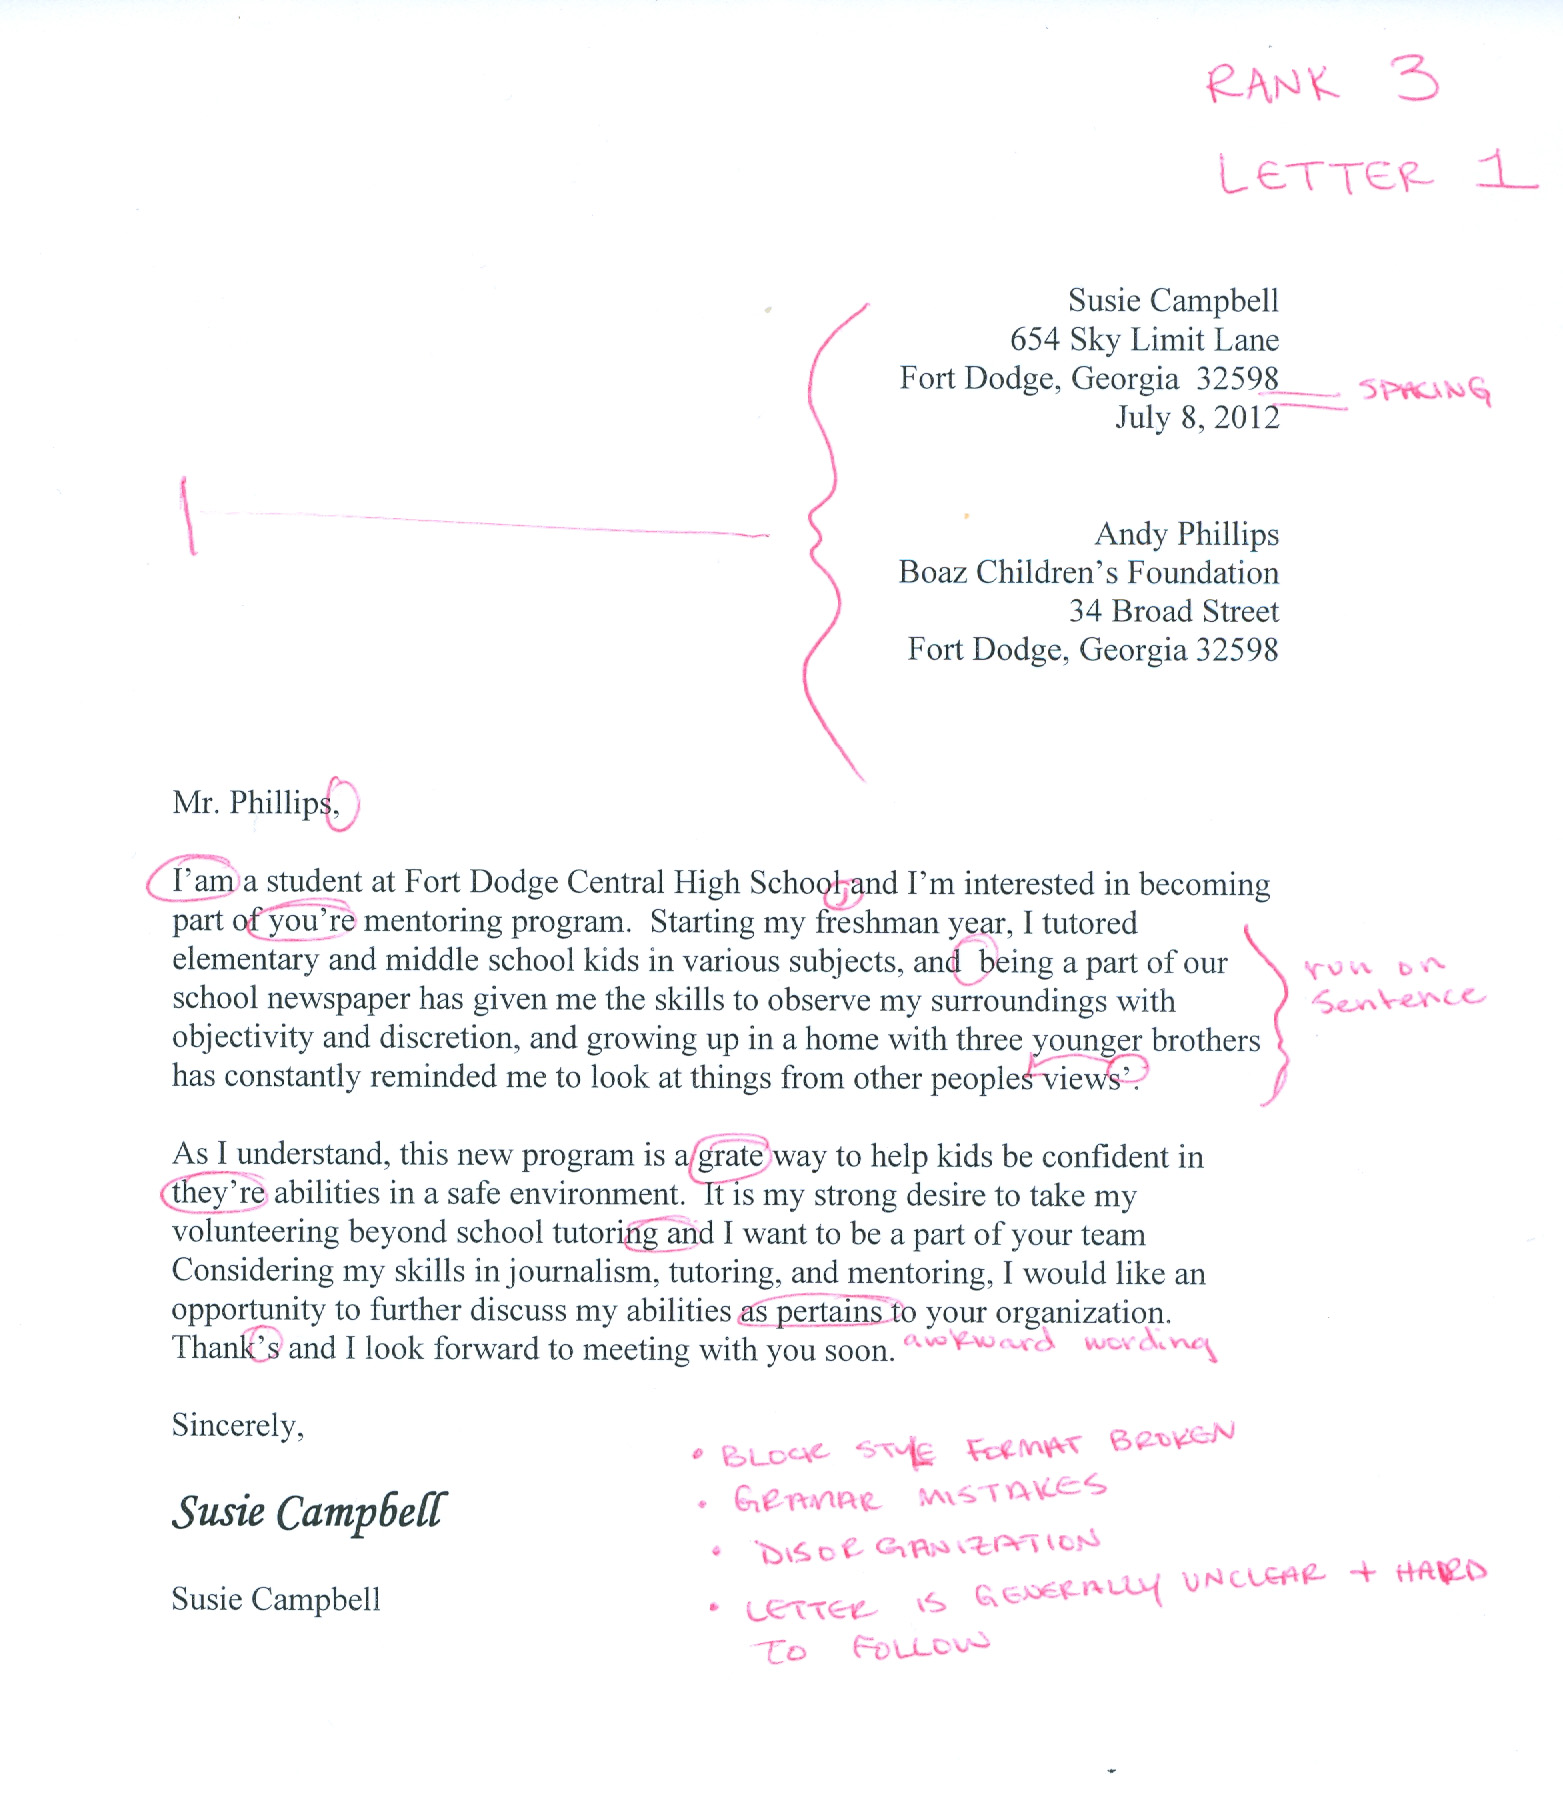 RANK 3
LETTER 1
Susie Campbell
654 Sky Limit Lane
Fort Dodge, Georgia  32598
SPACING
July 8, 2012
Andy Phillips
Boaz Children’s Foundation
34 Broad Street
Fort Dodge, Georgia 32598
Mr. Phillips,
I’am a student at Fort Dodge Central High School, and I’m interested in becoming
part of you’re mentoring program.  Starting my freshman year, I tutored
elementary and middle school kids in various subjects, and  being a part of our
school newspaper has given me the skills to observe my surroundings with
objectivity and discretion, and growing up in a home with three younger brothers
has constantly reminded me to look at things from other peoples views’.
run on
sentence
As I understand, this new program is a grate way to help kids be confident in
they’re abilities in a safe environment.  It is my strong desire to take my
volunteering beyond school tutoring and I want to be a part of your team
Considering my skills in journalism, tutoring, and mentoring, I would like an
opportunity to further discuss my abilities as pertains to your organization.
Thank’s and I look forward to meeting with you soon.
awkward wording
Sincerely,
Susie Campbell
Susie Campbell
• BLOCK STYLE FORMAT BROKEN
• GRAMAR MISTAKES
• DISORGANIZATION
• LETTER IS GENERALLY UNCLEAR + HARD
TO FOLLOW